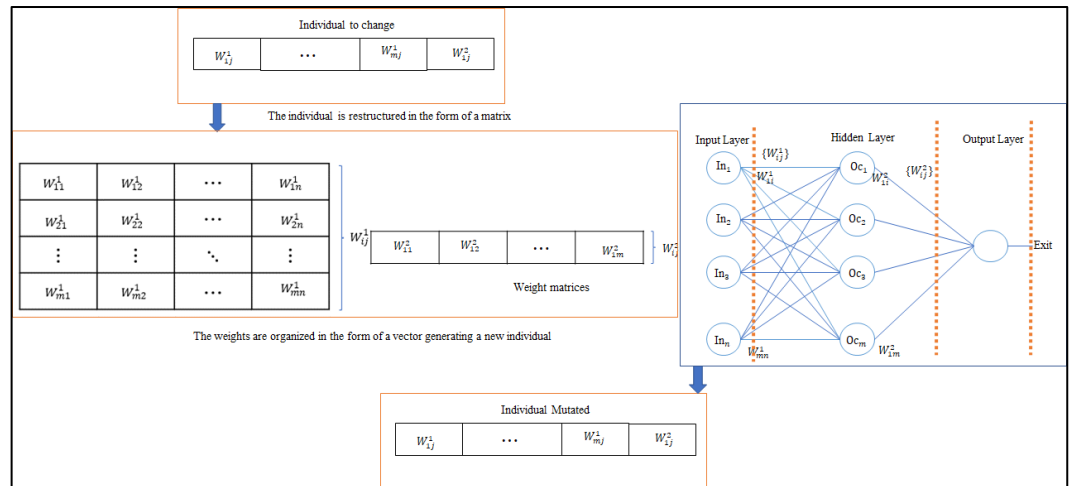 Individual to change
W¹ᵢⱼ ⋯ W¹ₘⱼ W²ᵢⱼ
The individual is restructured in the form of a matrix
W¹₁₁ W¹₁₂ ⋯ W¹₁ₙ
W¹₂₁ W¹₂₂ ⋯ W¹₂ₙ
⋮ ⋮ ⋱ ⋮
W¹ₘ₁ W¹ₘ₂ ⋯ W¹ₘₙ
W¹ᵢⱼ
W²₁₁ W²₁₂ ⋯ W²₁ₘ
W²ᵢⱼ
Weight matrices
The weights are organized in the form of a vector generating a new individual
Input Layer Hidden Layer Output Layer
{W¹ᵢⱼ} {W²ᵢⱼ}
In₁ Oc₁
In₂ Oc₂
Exit
In₃ Oc₃
Inₙ Ocₘ
W¹ₘₙ W²₁ₘ
Individual Mutated
W¹ᵢⱼ ⋯ W¹ₘⱼ W²ᵢⱼ